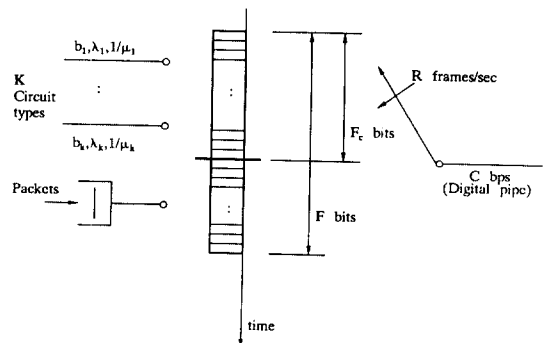 b₁,λ₁,1/μ₁
K
Circuit
types
:
bₖ,λₖ,1/μₖ
Packets
:
:
F_c bits
F bits
R frames/sec
C bps
(Digital pipe)
time